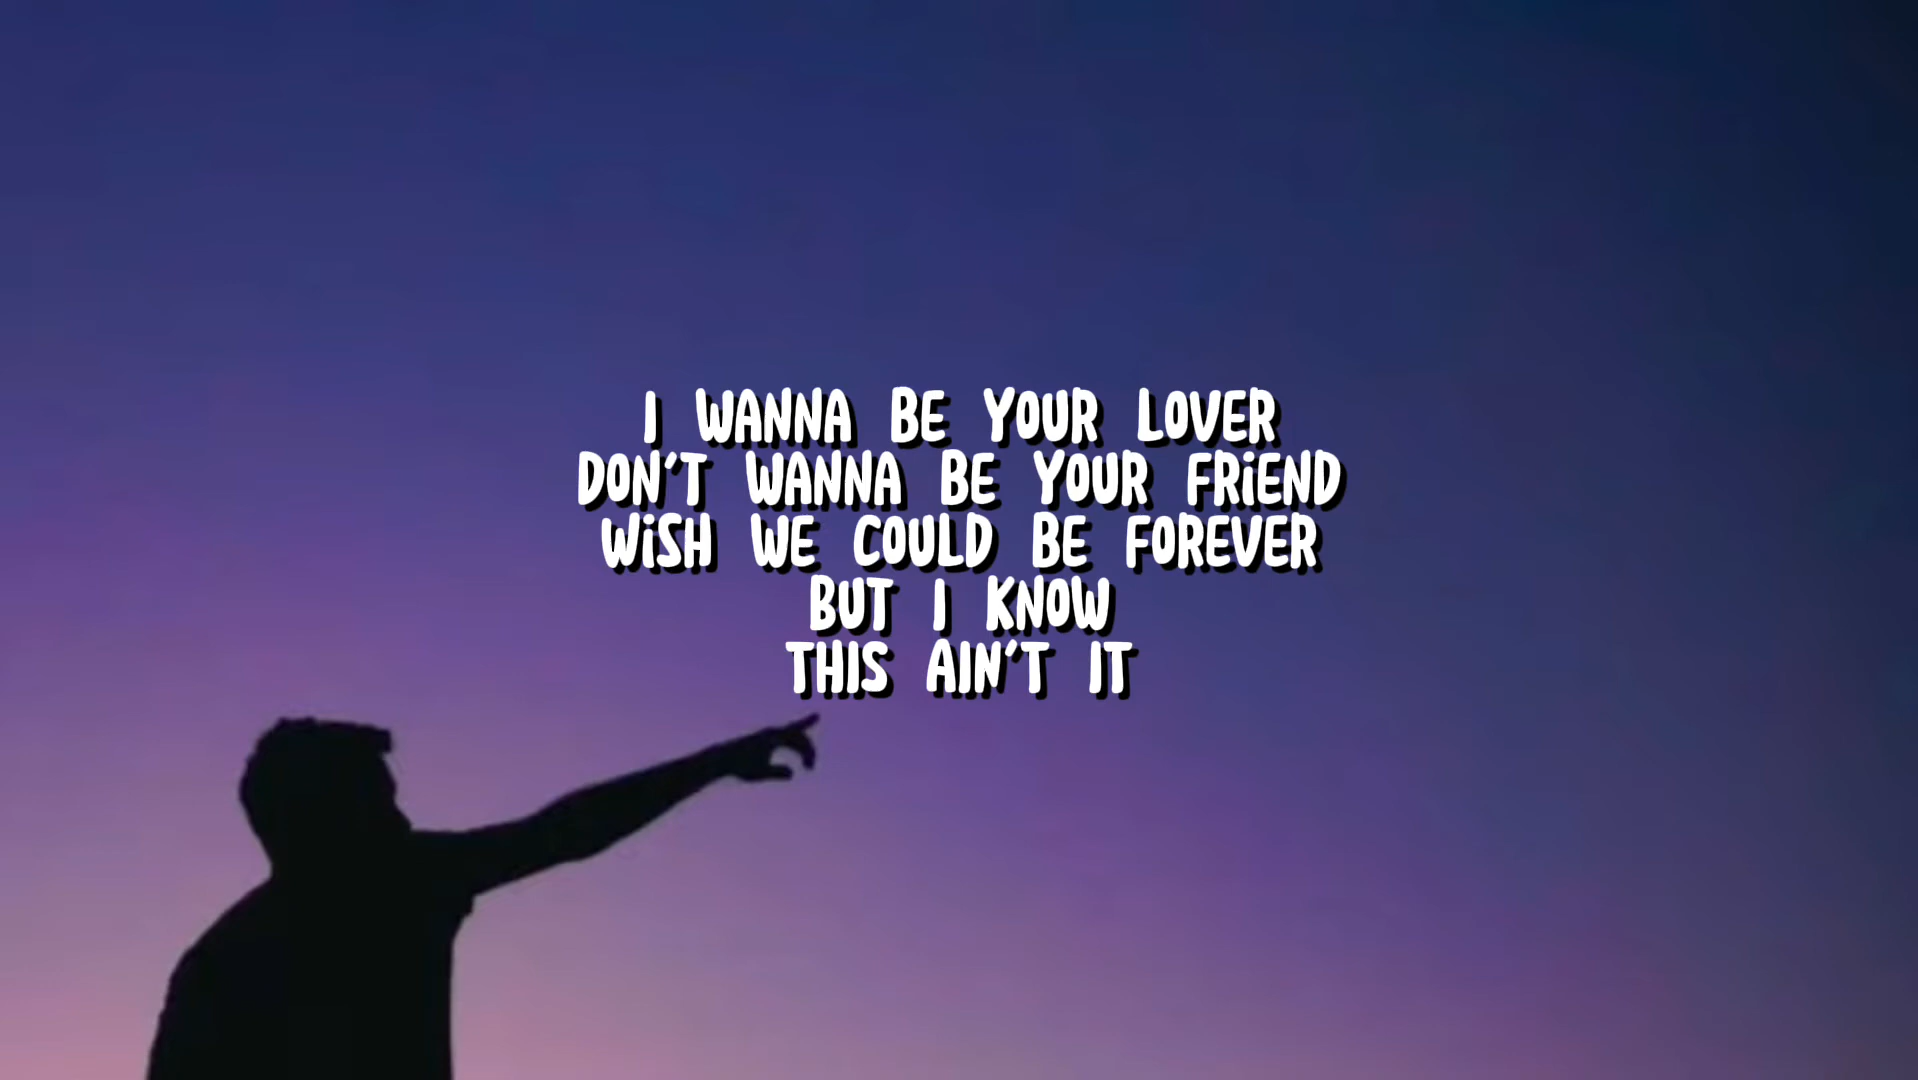 I WANNA BE YOUR LOVER
DON'T WANNA BE YOUR FRiEND
WiSH WE COULD BE FOREVER
BUT I KNOW
THIS AIN'T IT